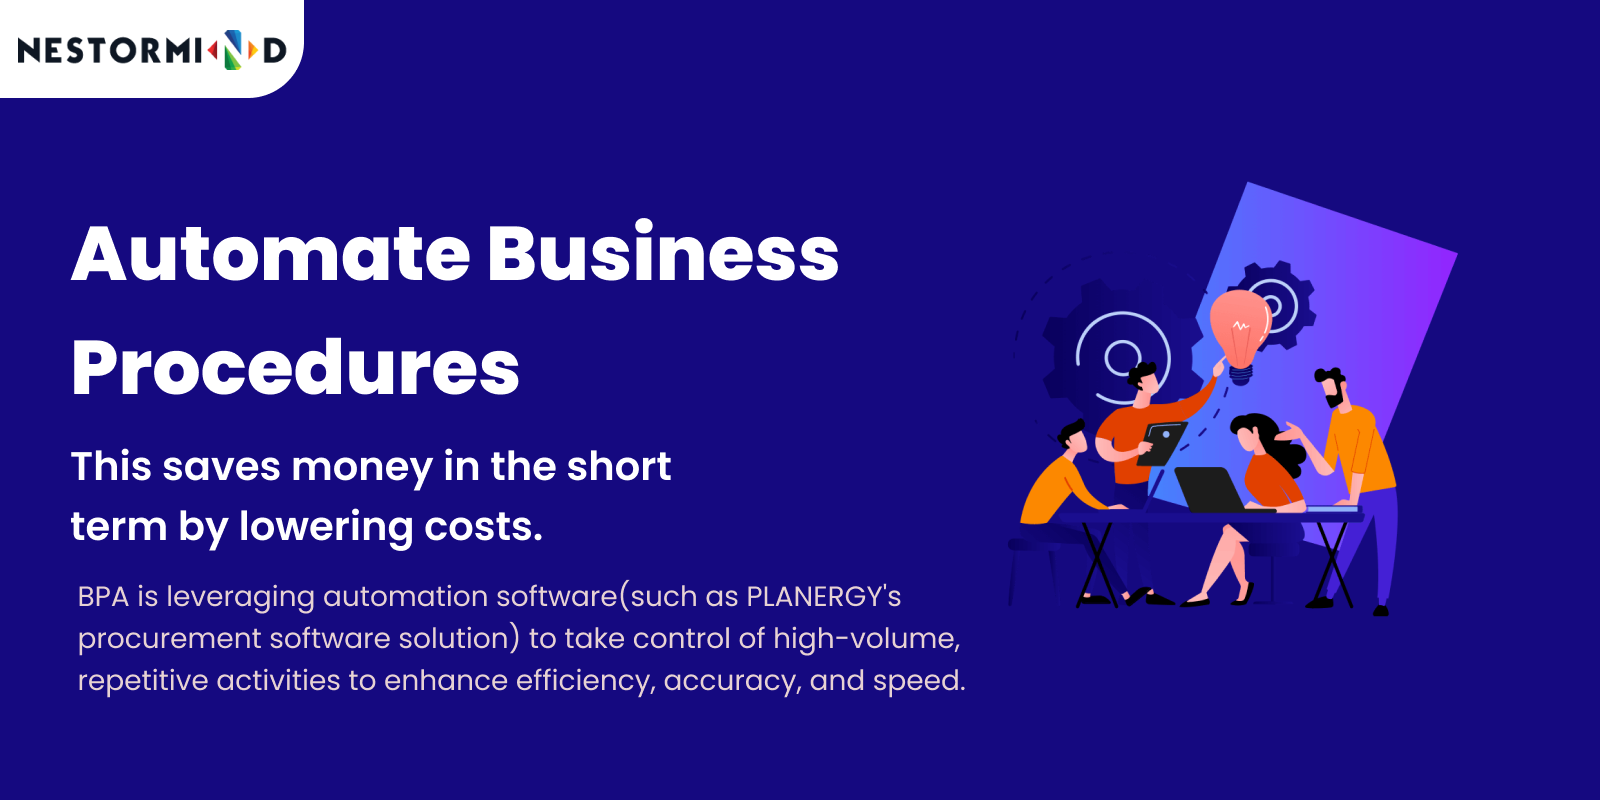 NESTORMIND
Automate Business
Procedures
This saves money in the short
term by lowering costs.
BPA is leveraging automation software(such as PLANERGY's
procurement software solution) to take control of high-volume,
repetitive activities to enhance efficiency, accuracy, and speed.